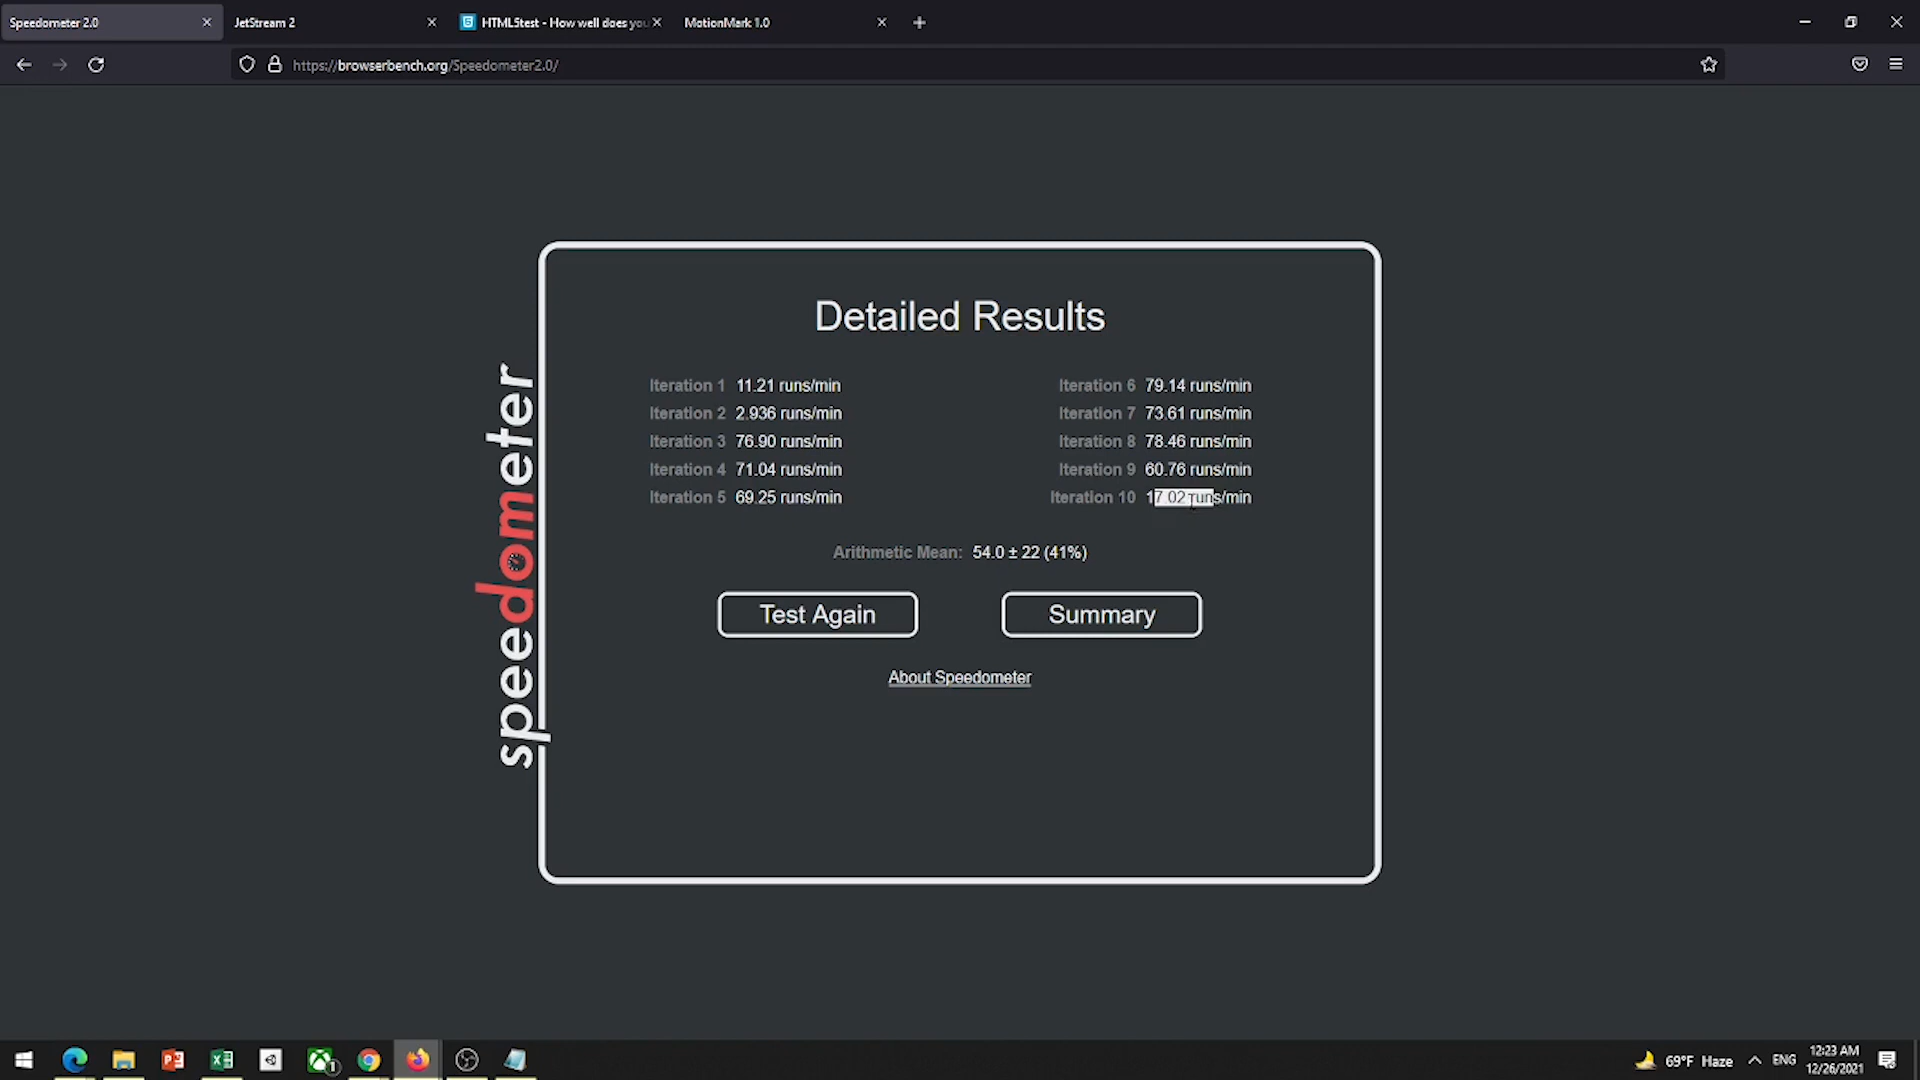 Speedometer 2.0
JetStream 2
HTML5test - How well does you
MotionMark 1.0
https://browserbench.org/Speedometer2.0/
speedometer
Detailed Results
Iteration 1 11.21 runs/min
Iteration 2 2.936 runs/min
Iteration 3 76.90 runs/min
Iteration 4 71.04 runs/min
Iteration 5 69.25 runs/min
Iteration 6 79.14 runs/min
Iteration 7 73.61 runs/min
Iteration 8 78.46 runs/min
Iteration 9 60.76 runs/min
Iteration 10 17.02 runs/min
Arithmetic Mean: 54.0 ± 22 (41%)
Test Again
Summary
About Speedometer
69°F Haze
ENG
12:23 AM
12/26/2021